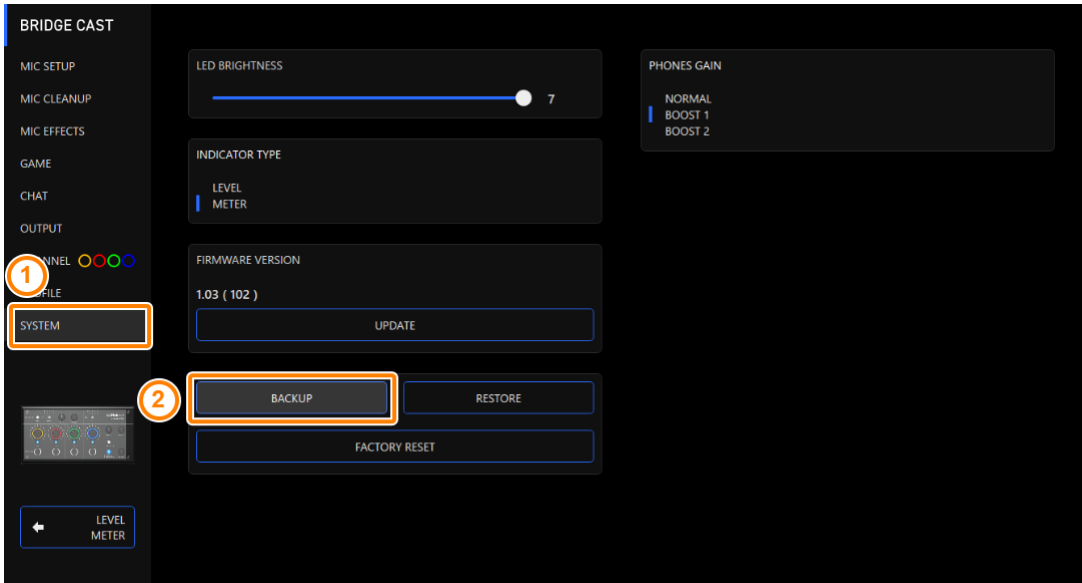 BRIDGE CAST
MIC SETUP
MIC CLEANUP
MIC EFFECTS
GAME
CHAT
OUTPUT
NNEL
1
FILE
SYSTEM
LEVEL
METER
LED BRIGHTNESS
7
INDICATOR TYPE
LEVEL
METER
FIRMWARE VERSION
1.03 ( 102 )
UPDATE
2
BACKUP
RESTORE
FACTORY RESET
PHONES GAIN
NORMAL
BOOST 1
BOOST 2